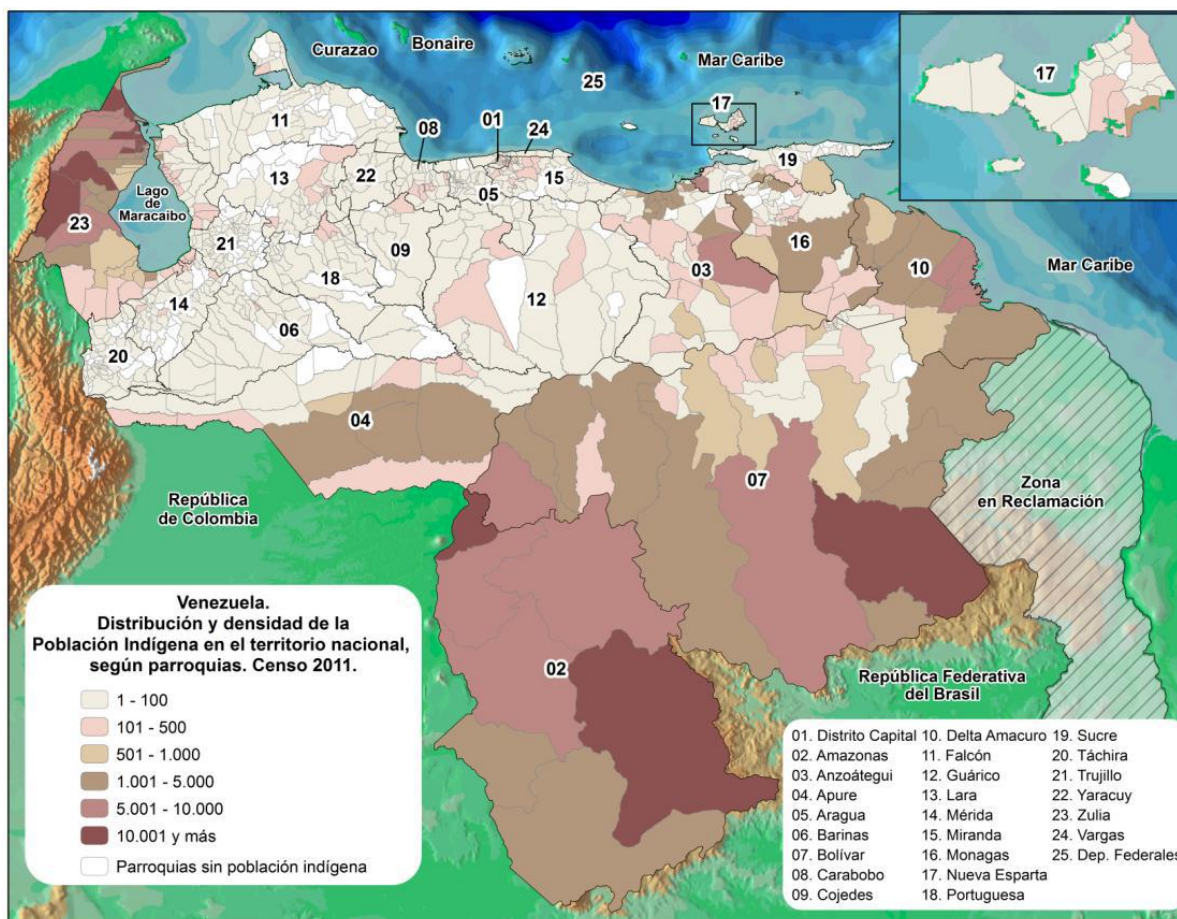 Curazao
Bonaire
Mar Caribe
25
17
17
01
24
08
11
19
13
22
15
05
Lago
de
Maracaibo
23
21
09
16
03
10
Mar Caribe
18
12
14
06
20
04
República
de Colombia
07
Zona
en Reclamación
02
República Federativa
del Brasil
Venezuela.
Distribución y densidad de la
Población Indígena en el territorio nacional,
según parroquias. Censo 2011.
1 - 100
101 - 500
501 - 1.000
1.001 - 5.000
5.001 - 10.000
10.001 y más
Parroquias sin población indígena
01. Distrito Capital
02. Amazonas
03. Anzoátegui
04. Apure
05. Aragua
06. Barinas
07. Bolívar
08. Carabobo
09. Cojedes
10. Delta Amacuro
11. Falcón
12. Guárico
13. Lara
14. Mérida
15. Miranda
16. Monagas
17. Nueva Esparta
18. Portuguesa
19. Sucre
20. Táchira
21. Trujillo
22. Yaracuy
23. Zulia
24. Vargas
25. Dep. Federales